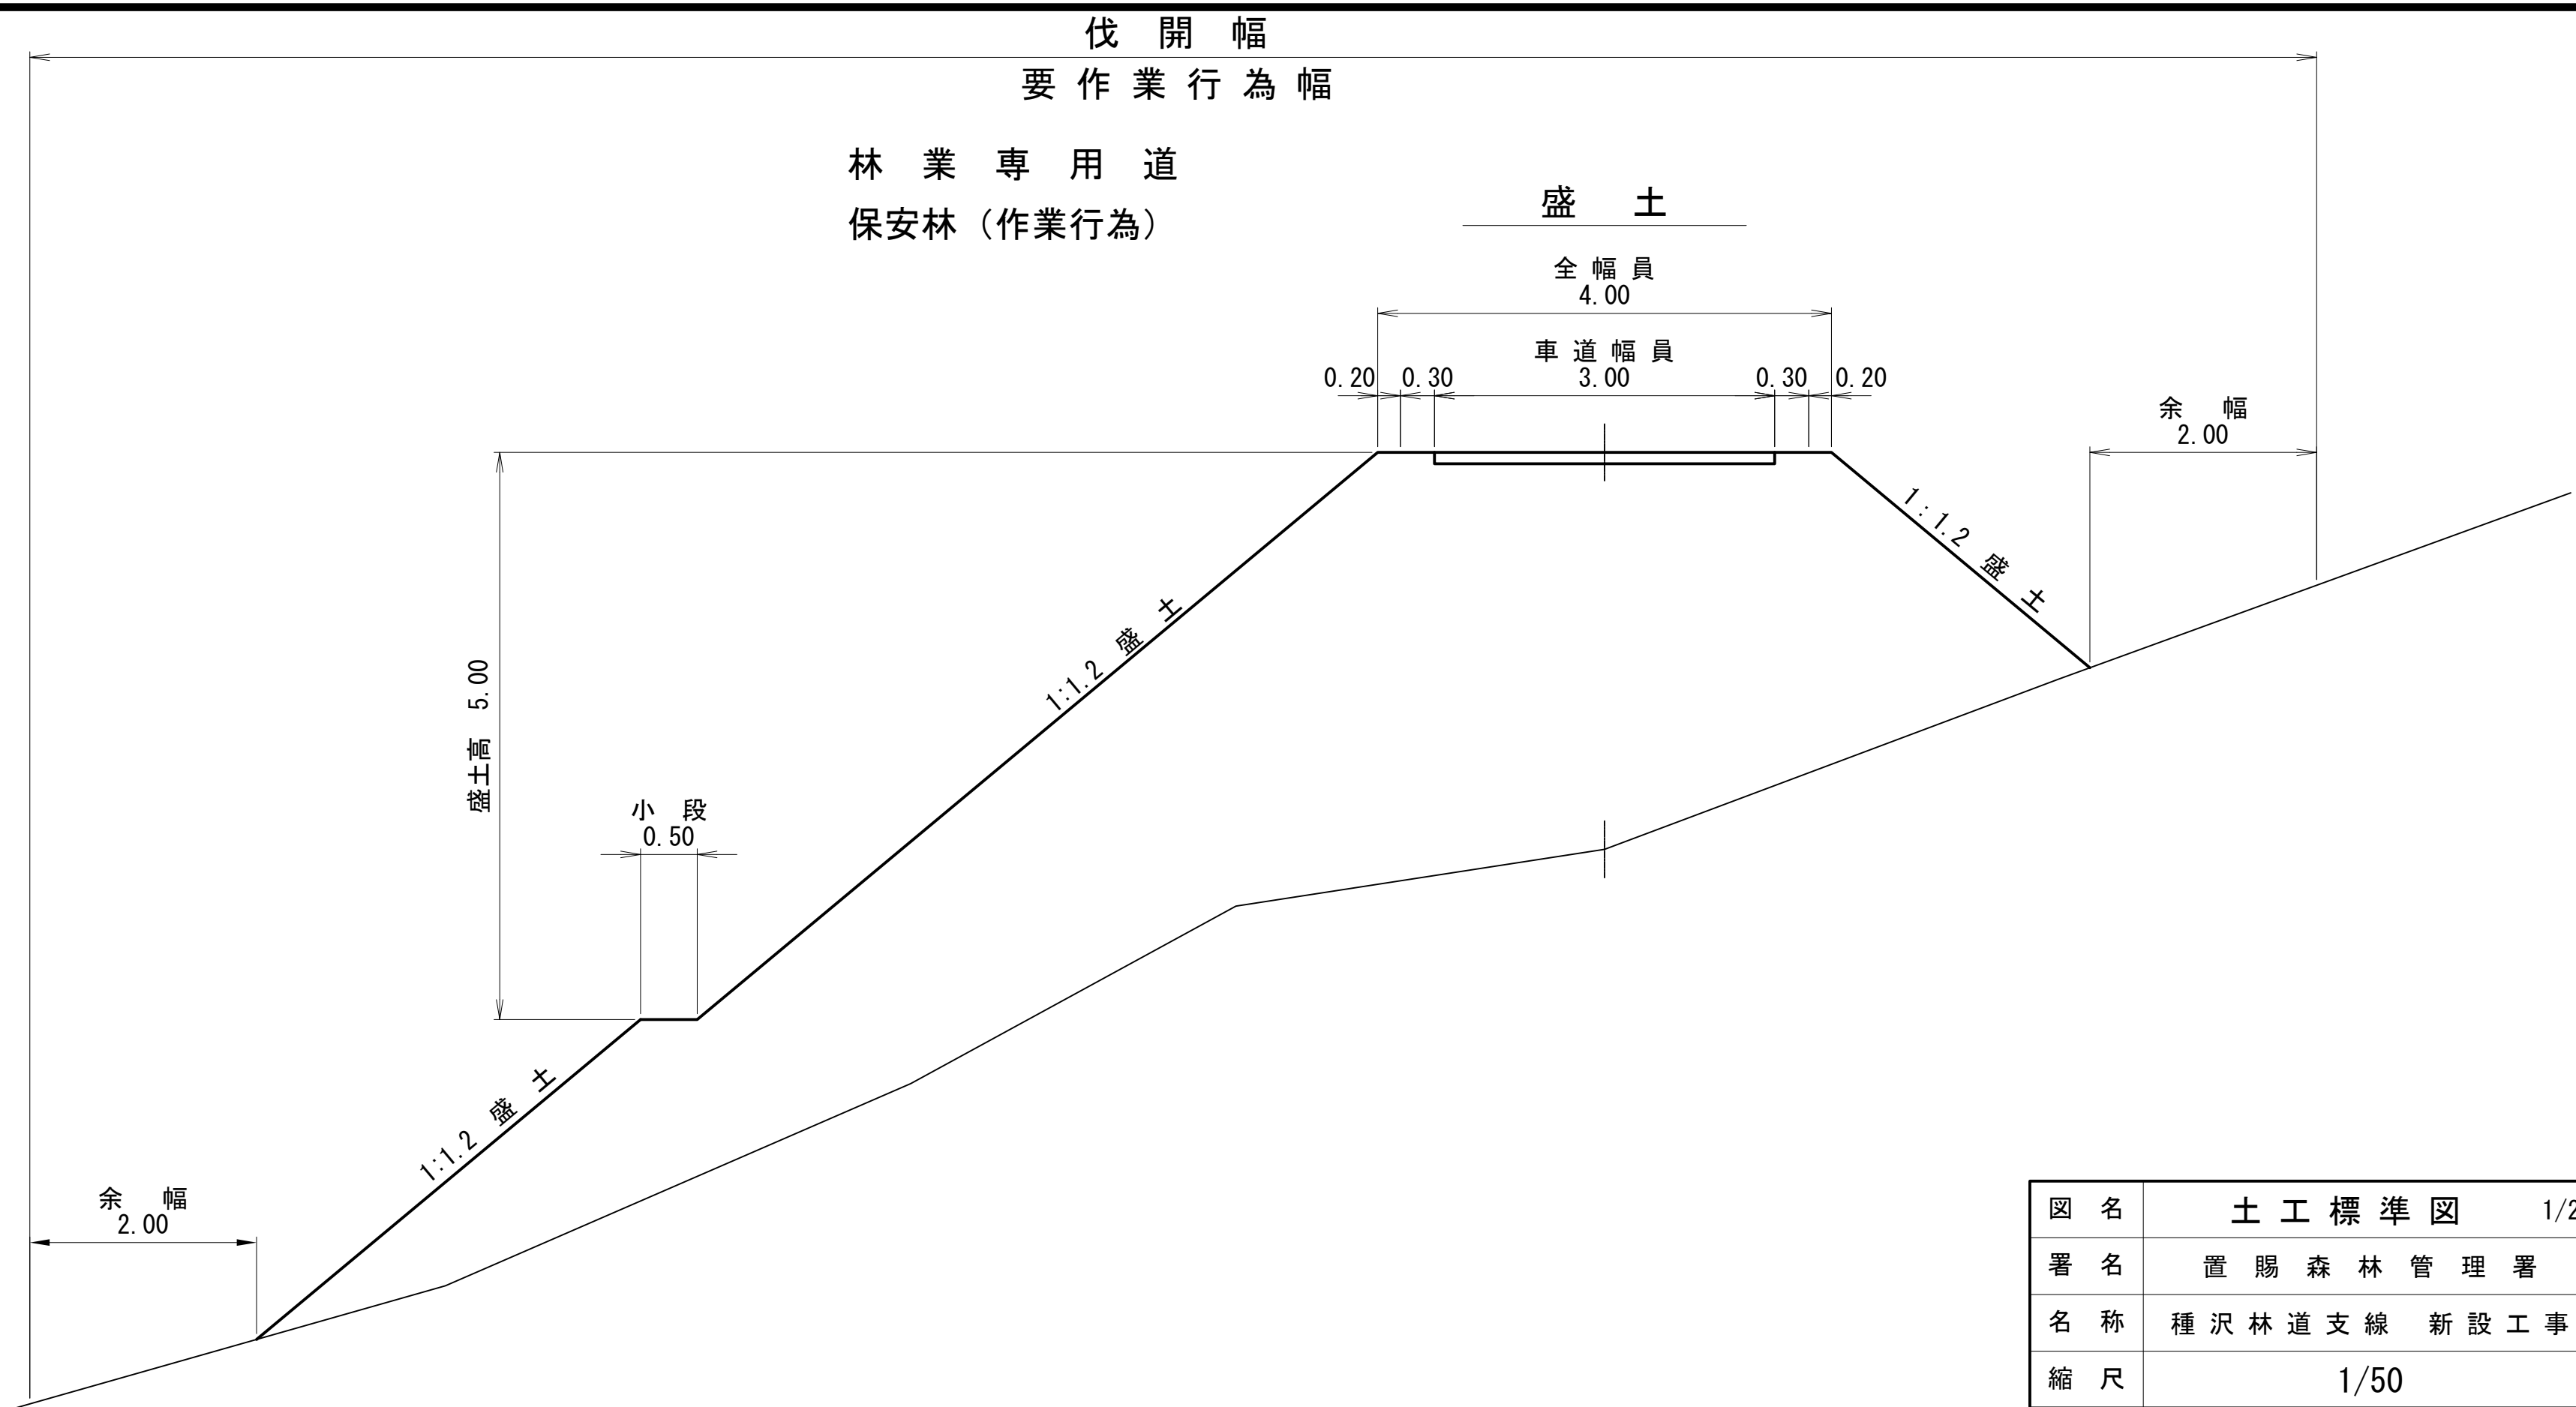 伐開幅
要作業行為幅
林業専用道
保安林（作業行為）
盛土
全幅員
4.00
車道幅員
0.20 0.30 3.00 0.30 0.20
余幅
2.00
1:1.2 盛土
1:1.2 盛土
盛土高 5.00
小段
0.50
1:1.2 盛土
余幅
2.00
図名 土工標準図 1/2
署名 置賜森林管理署
名称 種沢林道支線 新設工事
縮尺 1/50